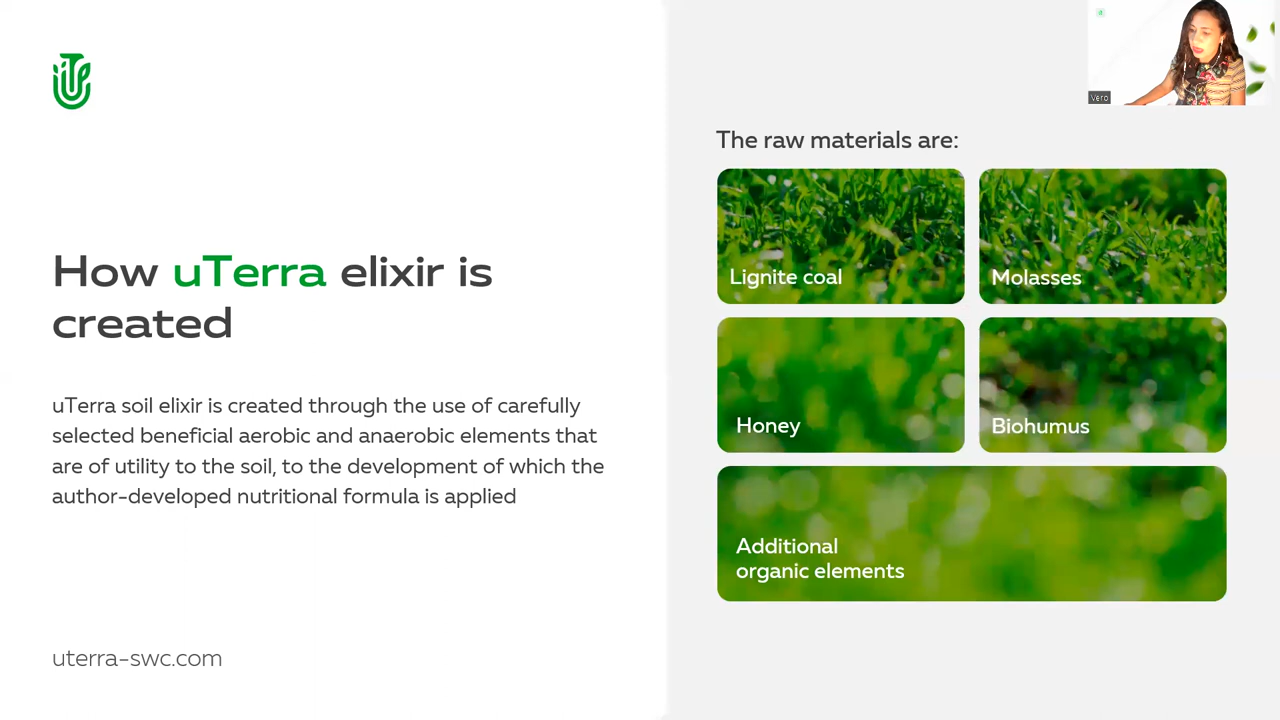 How uTerra elixir is
created
uTerra soil elixir is created through the use of carefully
selected beneficial aerobic and anaerobic elements that
are of utility to the soil, to the development of which the
author-developed nutritional formula is applied
uterra-swc.com
The raw materials are:
Lignite coal
Molasses
Honey
Biohumus
Additional
organic elements
Vero